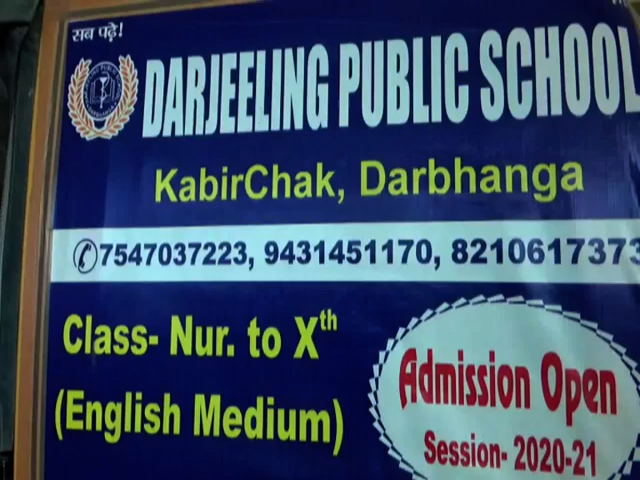 सब पढ़े!
DARJEELING PUBLIC SCHOOL
KabirChak, Darbhanga
7547037223, 9431451170, 8210617373
Class- Nur. to Xth
(English Medium)
Admission Open
Session- 2020-21